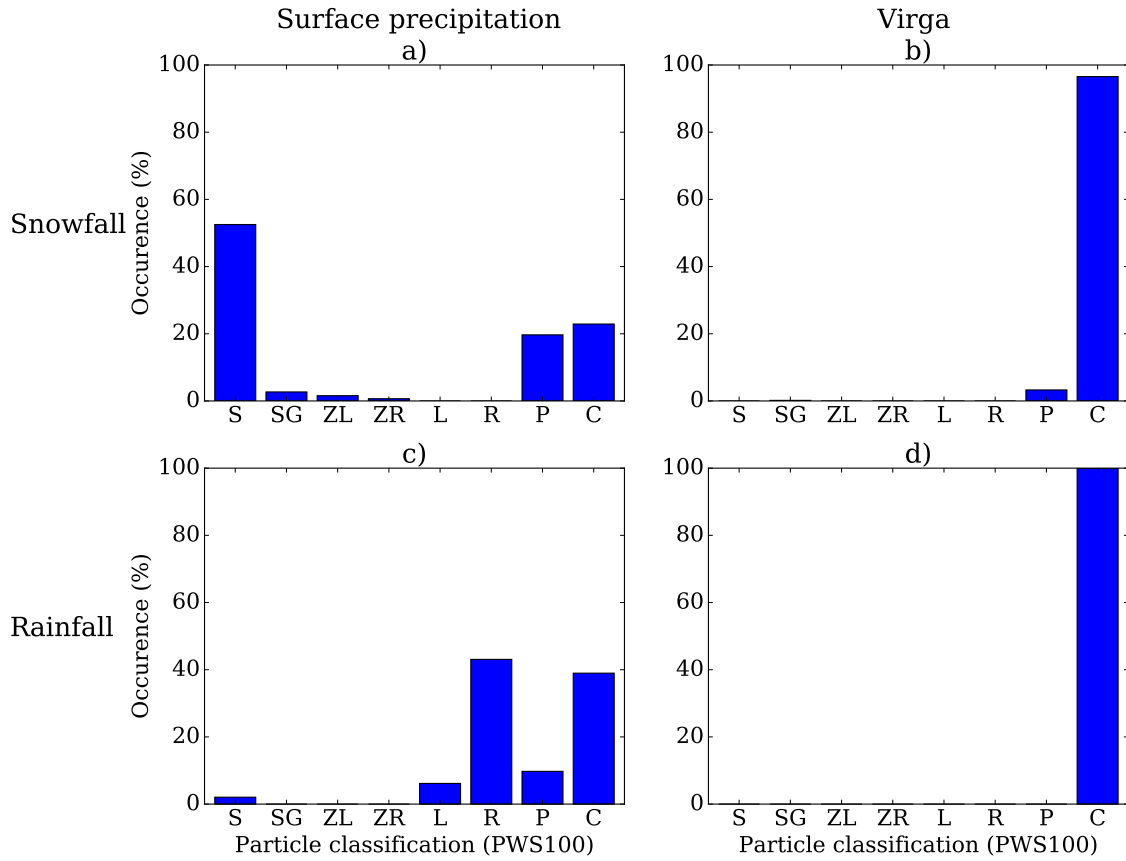 Surface precipitation
Virga
a)
b)
Snowfall
Occurence (%)
100
80
60
40
20
0
S SG ZL ZR L R P C
100
80
60
40
20
0
S SG ZL ZR L R P C
c)
d)
Rainfall
Occurence (%)
100
80
60
40
20
0
S SG ZL ZR L R P C
Particle classification (PWS100)
100
80
60
40
20
0
S SG ZL ZR L R P C
Particle classification (PWS100)